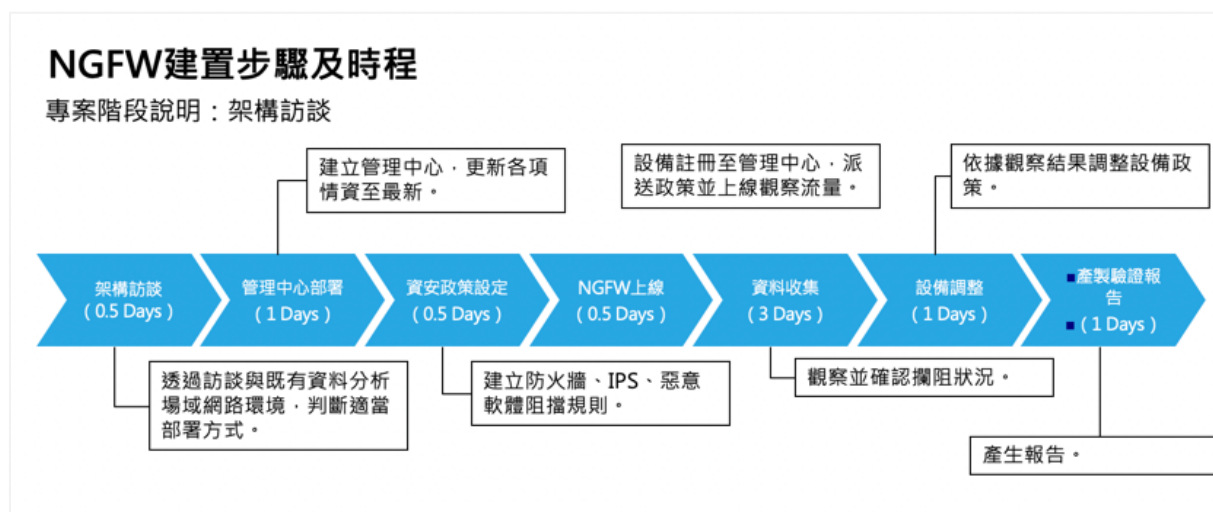 NGFW建置步驟及時程
專案階段說明：架構訪談
建立管理中心，更新各項
情資至最新。
設備註冊至管理中心，派
送政策並上線觀察流量。
依據觀察結果調整設備政
策。
架構訪談
（0.5 Days）
管理中心部署
（1 Days）
資安政策設定
（0.5 Days）
NGFW上線
（0.5 Days）
資料收集
（3 Days）
設備調整
（1 Days）
■產製驗證報
告
■（1 Days）
透過訪談與既有資料分析
場域網路環境，判斷適當
部署方式。
建立防火牆、IPS、惡意
軟體阻擋規則。
觀察並確認攔阻狀況。
產生報告。